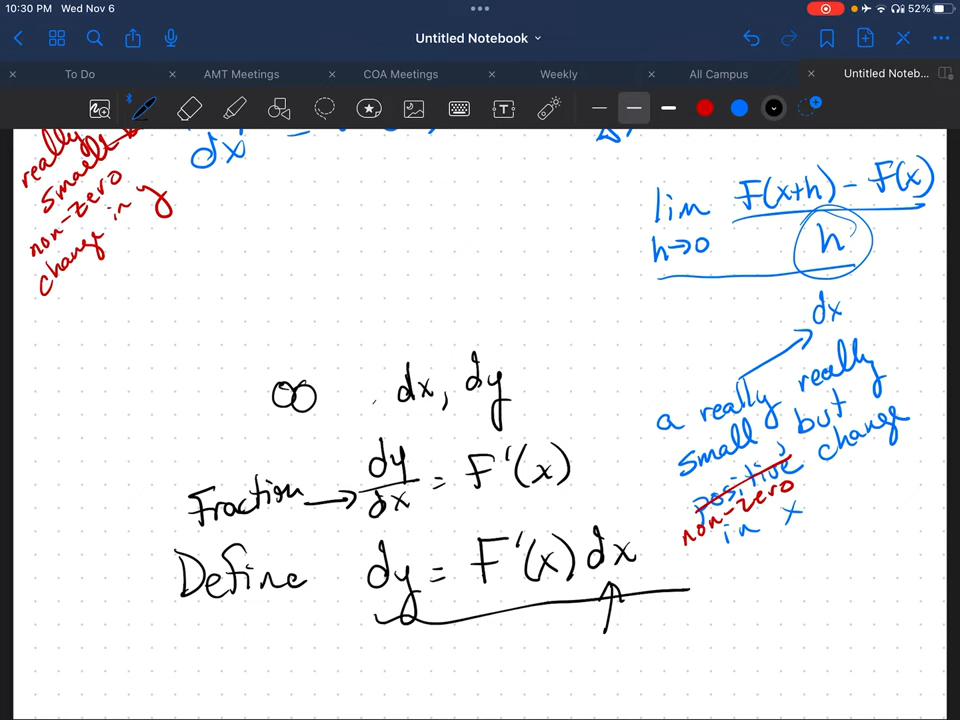 10:30 PM Wed Nov 6
52%
Untitled Notebook
To Do
AMT Meetings
COA Meetings
Weekly
All Campus
Untitled Noteb...
dx
=
really
small
non-zero
change in y
lim F(x+h) - F(x)
h→0 h
dx
a really really
small, but
positive change
non-zero
in x
∞ dx, dy
Fraction → dy/dx = F'(x)
Define dy = F'(x) dx